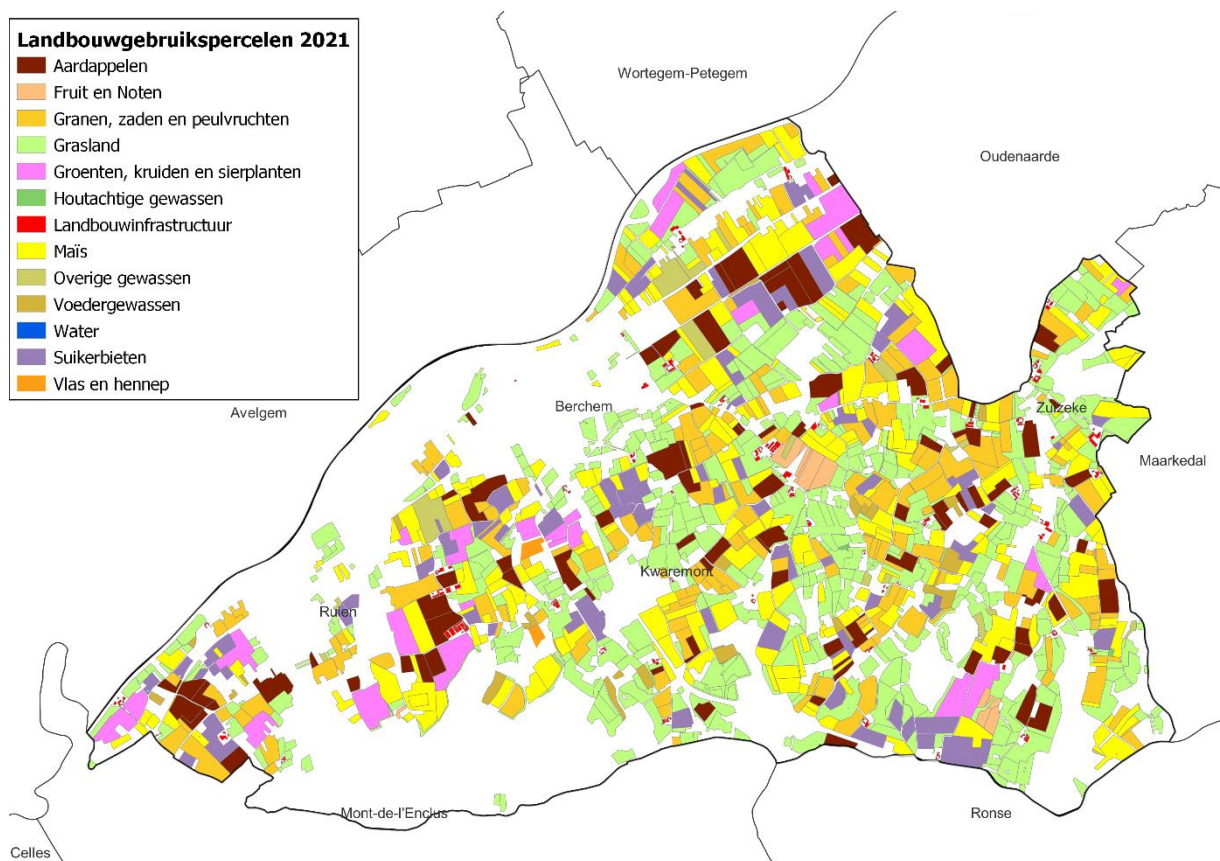 Landbouwgebruikspercelen 2021
Aardappelen
Fruit en Noten
Granen, zaden en peulvruchten
Grasland
Groenten, kruiden en sierplanten
Houtachtige gewassen
Landbouwinfrastructuur
Maïs
Overige gewassen
Voedergewassen
Water
Suikerbieten
Vlas en hennep
Wortegem-Petegem
Oudenaarde
Avelgem
Berchem
Zulzeke
Maarkedal
Kwaremont
Ruien
Mont-de-l'Enclus
Ronse
Celles